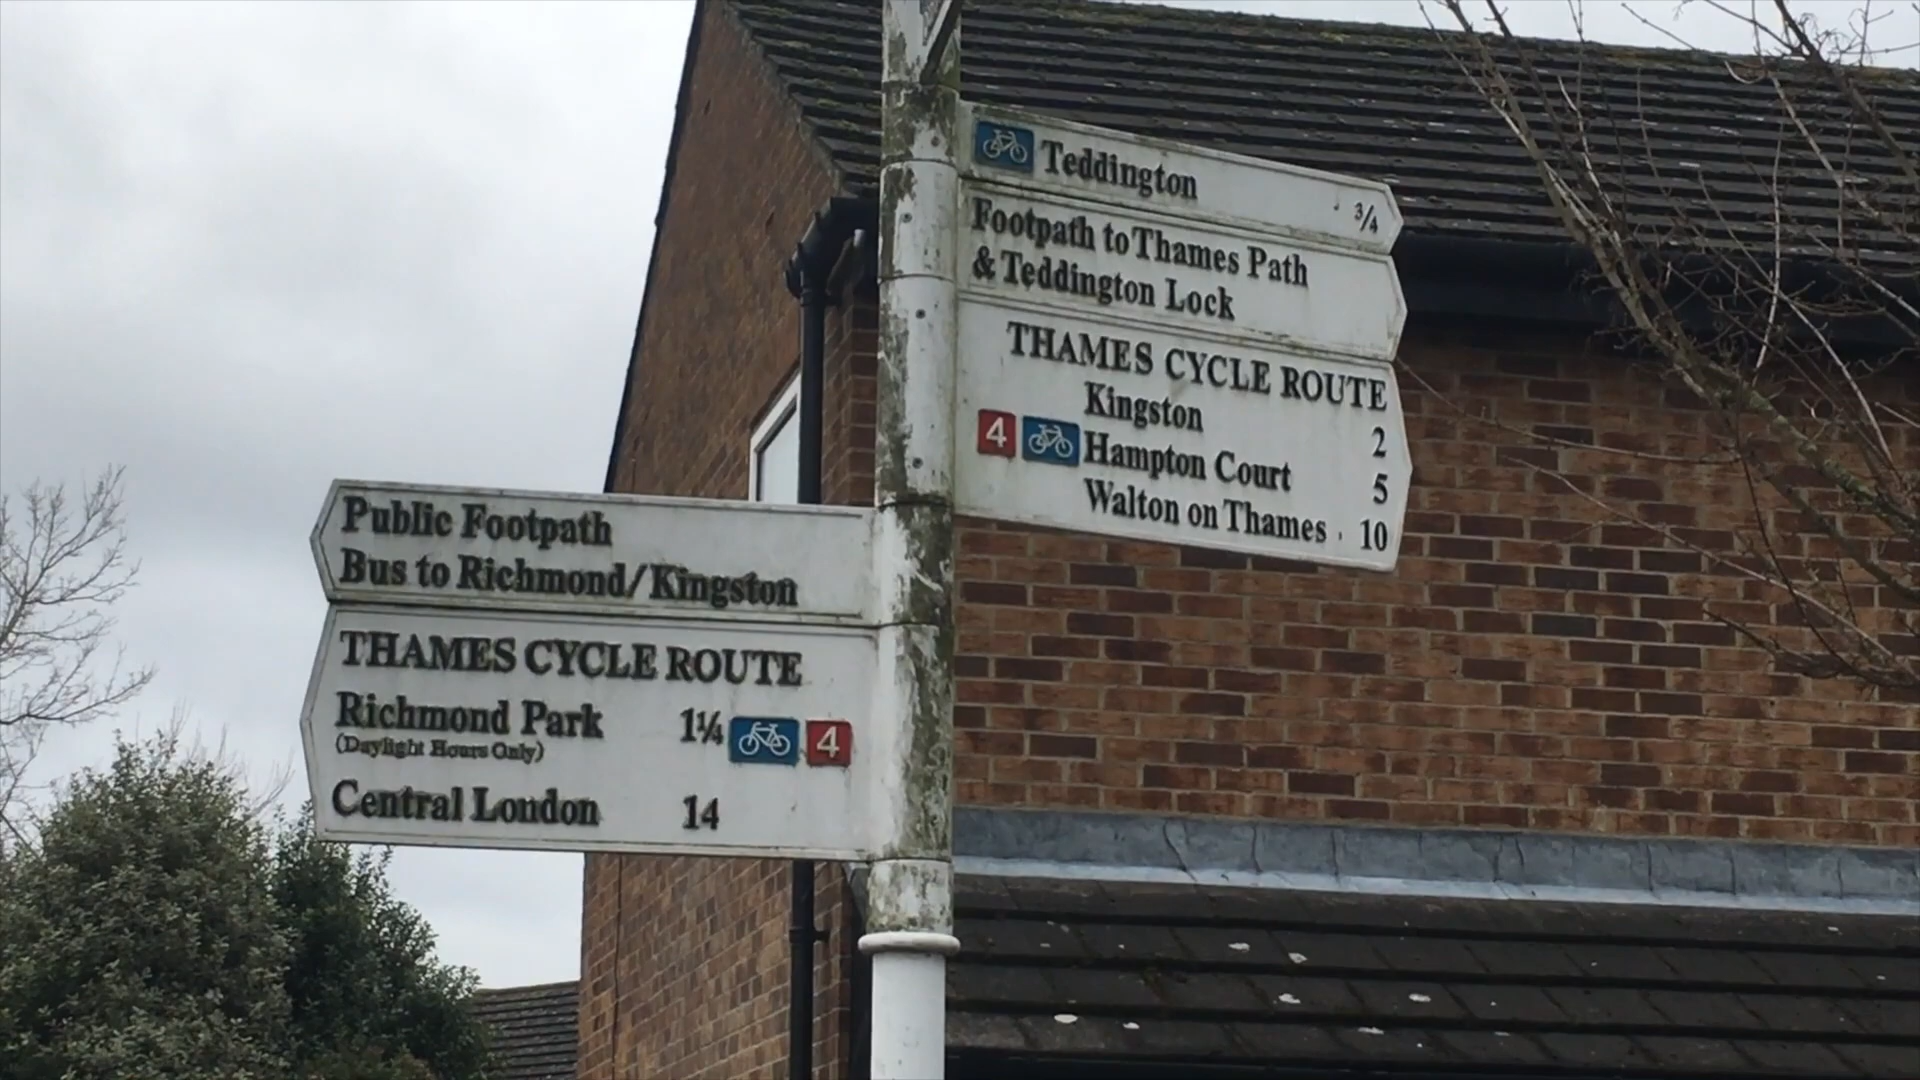 Teddington ¾
Footpath to Thames Path
& Teddington Lock
THAMES CYCLE ROUTE
Kingston 2
4 Hampton Court 5
Walton on Thames 10
Public Footpath
Bus to Richmond/Kingston
THAMES CYCLE ROUTE
Richmond Park 1¼ 4
(Daylight Hours Only)
Central London 14